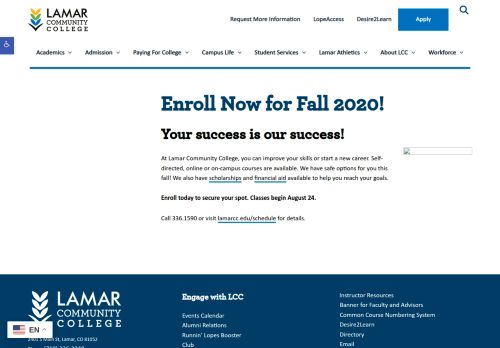 LAMAR
COMMUNITY
COLLEGE
Request More Information LopeAccess Desire2Learn Apply
Academics Admission Paying For College Campus Life Student Services Lamar Athletics About LCC Workforce
Enroll Now for Fall 2020!
Your success is our success!
At Lamar Community College, you can improve your skills or start a new career. Self-
directed, online or on-campus courses are available. We have safe options for you this
fall! We also have scholarships and financial aid available to help you reach your goals.
Enroll today to secure your spot. Classes begin August 24.
Call 336.1590 or visit lamarcc.edu/schedule for details.
LAMAR
COMMUNITY
COLLEGE
2401 S Main St, Lamar, CO 81052
Engage with LCC
Events Calendar
Alumni Relations
Runnin' Lopes Booster
Club
Instructor Resources
Banner for Faculty and Advisors
Common Course Numbering System
Desire2Learn
Directory
Email
EN